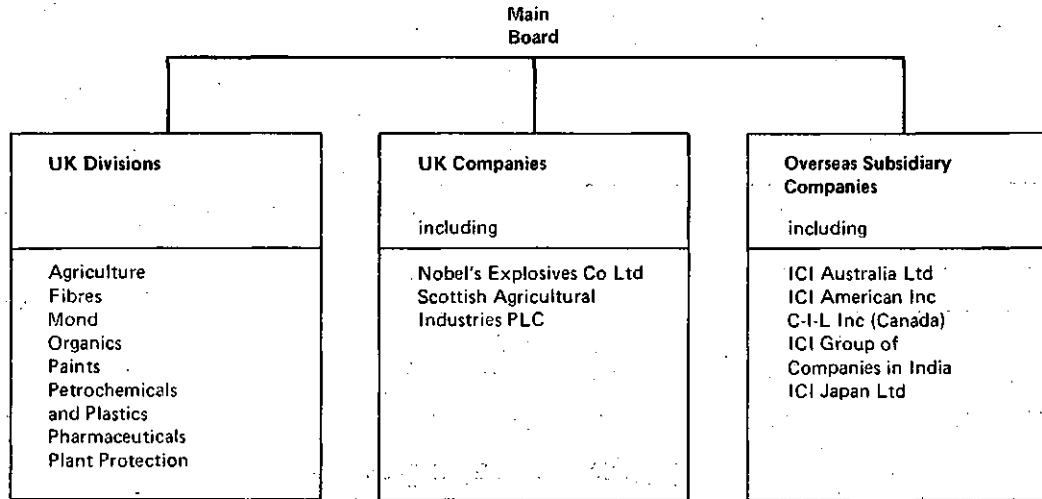 Main
Board
UK Divisions
Agriculture
Fibres
Mond
Organics
Paints
Petrochemicals
and Plastics
Pharmaceuticals
Plant Protection
UK Companies
including
Nobel's Explosives Co Ltd
Scottish Agricultural
Industries PLC
Overseas Subsidiary
Companies
including
ICI Australia Ltd
ICI American Inc
C-I-L Inc (Canada)
ICI Group of
Companies in India
ICI Japan Ltd